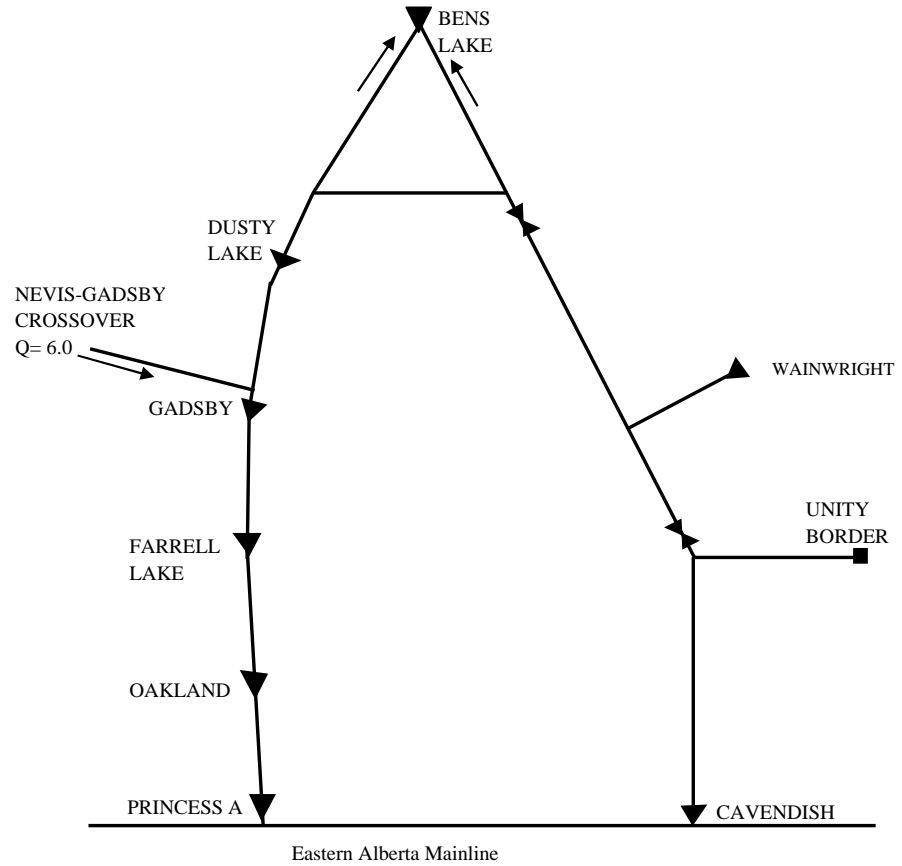 BENS
LAKE
DUSTY
LAKE
NEVIS-GADSBY
CROSSOVER
Q= 6.0
WAINWRIGHT
GADSBY
UNITY
BORDER
FARRELL
LAKE
OAKLAND
PRINCESS A
CAVENDISH
Eastern Alberta Mainline